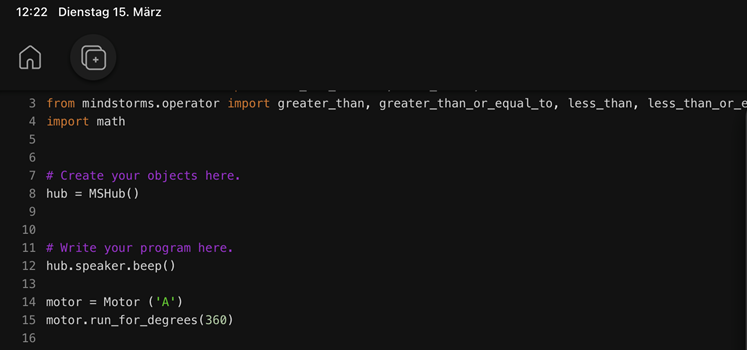 12:22 Dienstag 15. März
3 from mindstorms.operator import greater_than, greater_than_or_equal_to, less_than, less_than_or_e
4 import math
5
6
7 # Create your objects here.
8 hub = MSHub()
9
10
11 # Write your program here.
12 hub.speaker.beep()
13
14 motor = Motor ('A')
15 motor.run_for_degrees(360)
16